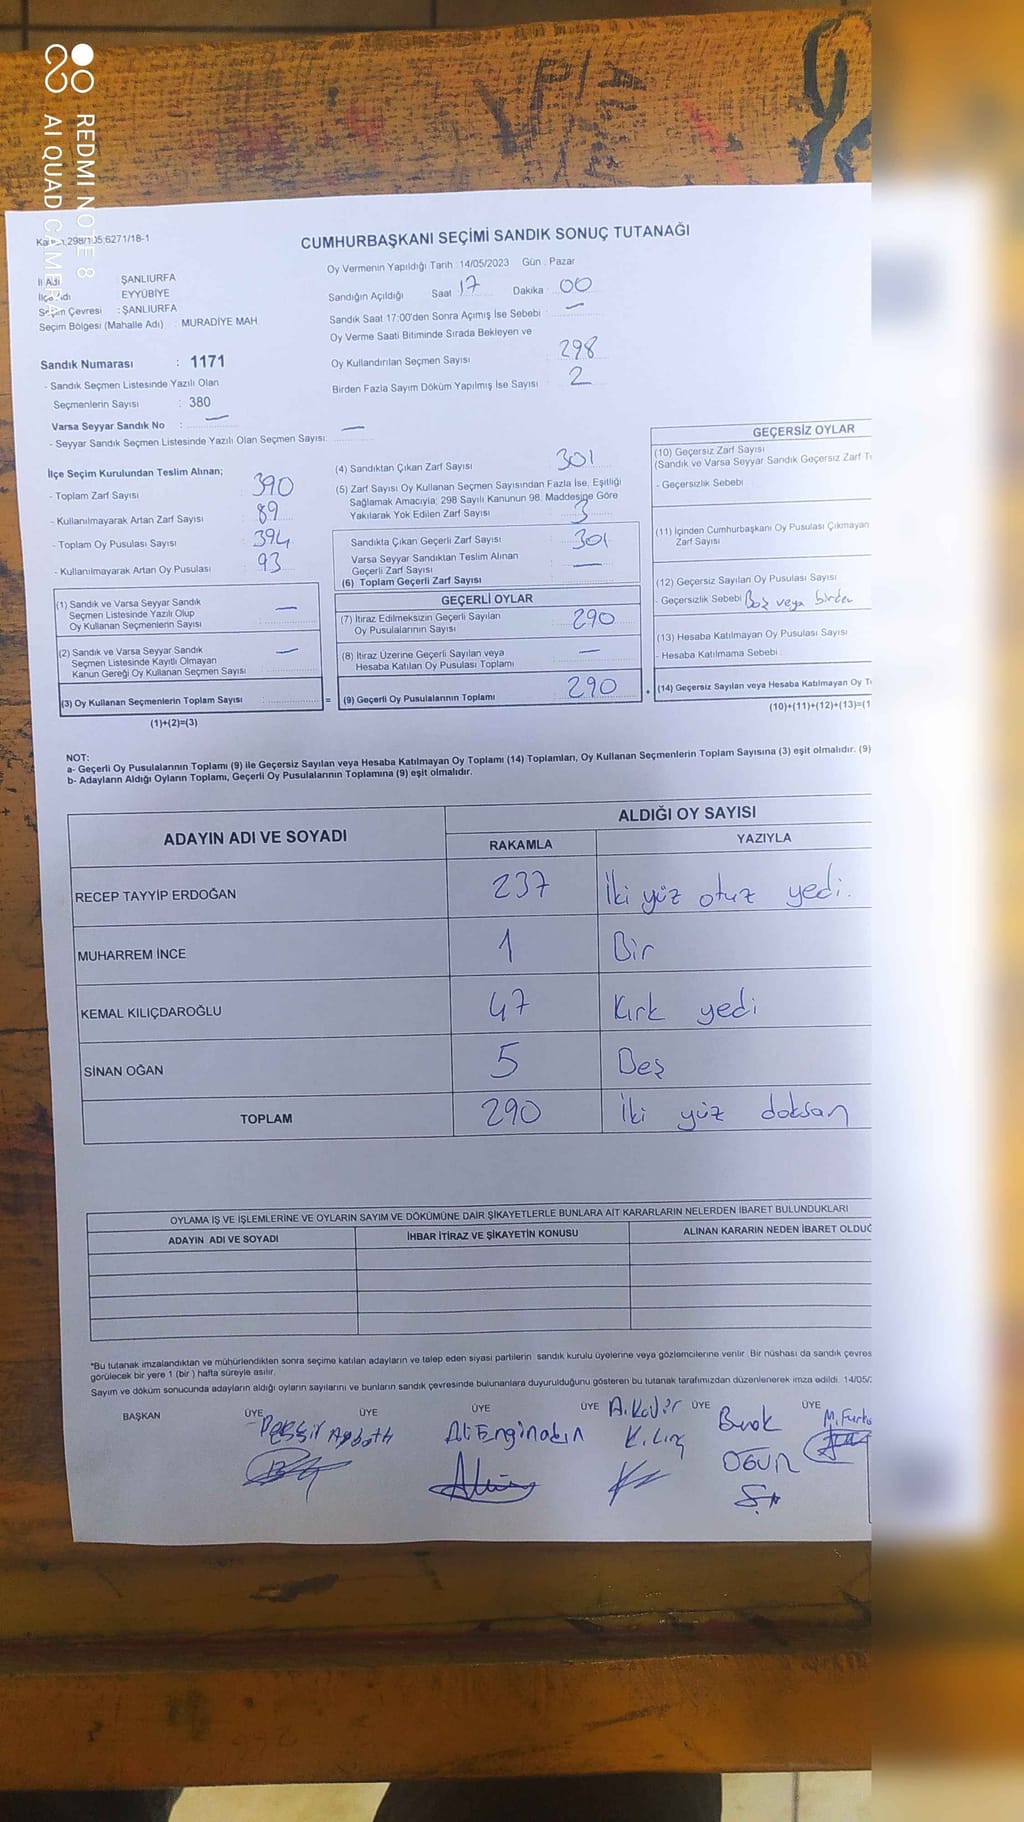 REDMI NOTE 8
AI QUAD CAMERA
298/105;6271/18-1
CUMHURBAŞKANI SEÇİMİ SANDIK SONUÇ TUTANAĞI
İl Adı ŞANLIURFA
EYYÜBİYE
Seçim Çevresi : ŞANLIURFA
Seçim Bölgesi (Mahalle Adı) : MURADİYE MAH
Sandık Numarası : 1171
- Sandık Seçmen Listesinde Yazılı Olan
Seçmenlerin Sayısı : 380
Varsa Seyyar Sandık No : —
- Seyyar Sandık Seçmen Listesinde Yazılı Olan Seçmen Sayısı: —
Oy Vermenin Yapıldığı Tarih : 14/05/2023 Gün : Pazar
Sandığın Açıldığı Saat 17 Dakika : 00
Sandık Saat 17:00'den Sonra Açımış İse Sebebi : —
Oy Verme Saati Bitiminde Sırada Bekleyen ve
Oy Kullandırılan Seçmen Sayısı 298
Birden Fazla Sayım Döküm Yapılmış İse Sayısı 2
İlçe Seçim Kurulundan Teslim Alınan;
- Toplam Zarf Sayısı 390
- Kullanılmayarak Artan Zarf Sayısı 89
- Toplam Oy Pusulası Sayısı 394
- Kullanılmayarak Artan Oy Pusulası 93
(1) Sandık ve Varsa Seyyar Sandık
Seçmen Listesinde Yazılı Olup
Oy Kullanan Seçmenlerin Sayısı —
(2) Sandık ve Varsa Seyyar Sandık
Seçmen Listesinde Kayıtlı Olmayan
Kanun Gereği Oy Kullanan Seçmen Sayısı —
(3) Oy Kullanan Seçmenlerin Toplam Sayısı =
(1)+(2)=(3)
(4) Sandıktan Çıkan Zarf Sayısı 301
(5) Zarf Sayısı Oy Kullanan Seçmen Sayısından Fazla İse, Eşitliği
Sağlamak Amacıyla; 298 Sayılı Kanunun 98. Maddesine Göre
Yakılarak Yok Edilen Zarf Sayısı 3
Sandıkta Çıkan Geçerli Zarf Sayısı 301
Varsa Seyyar Sandıktan Teslim Alınan
Geçerli Zarf Sayısı —
(6) Toplam Geçerli Zarf Sayısı
GEÇERLİ OYLAR
(7) İtiraz Edilmeksizin Geçerli Sayılan
Oy Pusulalarının Sayısı 290
(8) İtiraz Üzerine Geçerli Sayılan veya
Hesaba Katılan Oy Pusulası Toplamı —
(9) Geçerli Oy Pusulalarının Toplamı 290
GEÇERSİZ OYLAR
(10) Geçersiz Zarf Sayısı
(Sandık ve Varsa Seyyar Sandık Geçersiz Zarf
- Geçersizlik Sebebi
(11) İçinden Cumhurbaşkanı Oy Pusulası Çıkmayan
Zarf Sayısı
(12) Geçersiz Sayılan Oy Pusulası Sayısı
- Geçersizlik Sebebi Boş veya birden
(13) Hesaba Katılmayan Oy Pusulası Sayısı
- Hesaba Katılmama Sebebi
(14) Geçersiz Sayılan veya Hesaba Katılmayan Oy
(10)+(11)+(12)+(13)=(1
NOT:
a- Geçerli Oy Pusulalarının Toplamı (9) ile Geçersiz Sayılan veya Hesaba Katılmayan Oy Toplamı (14) Toplamları, Oy Kullanan Seçmenlerin Toplam Sayısına (3) eşit olmalıdır. (9)
b- Adayların Aldığı Oyların Toplamı, Geçerli Oy Pusulalarının Toplamına (9) eşit olmalıdır.
ADAYIN ADI VE SOYADI ALDIĞI OY SAYISI
RAKAMLA YAZIYLA
RECEP TAYYİP ERDOĞAN 237 İki yüz otuz yedi.
MUHARREM İNCE 1 Bir
KEMAL KILIÇDAROĞLU 47 Kırk yedi
SİNAN OĞAN 5 Beş
TOPLAM 290 İki yüz doksan
OYLAMA İŞ VE İŞLEMLERİNE VE OYLARIN SAYIM VE DÖKÜMÜNE DAİR ŞİKAYETLERLE BUNLARA AİT KARARLARIN NELERDEN İBARET BULUNDUKLARI
ADAYIN ADI VE SOYADI İHBAR İTİRAZ VE ŞİKAYETİN KONUSU ALINAN KARARIN NEDEN İBARET OLDUĞ
*Bu tutanak imzalandıktan ve mühürlendikten sonra seçime katılan adayların ve talep eden siyasi partilerin sandık kurulu üyelerine veya gözlemcilerine verilir. Bir nüshası da sandık çevres
görülecek bir yere 1 (bir ) hafta süreyle asılır.
Sayım ve döküm sonucunda adayların aldığı oyların sayılarını ve bunların sandık çevresinde bulunanlara duyurulduğunu gösteren bu tutanak tarafımızdan düzenlenerek imza edildi. 14/05/
BAŞKAN ÜYE ÜYE ÜYE ÜYE ÜYE ÜYE
A. Kadir
K.lınç
Burak
OGUN
M. Furk